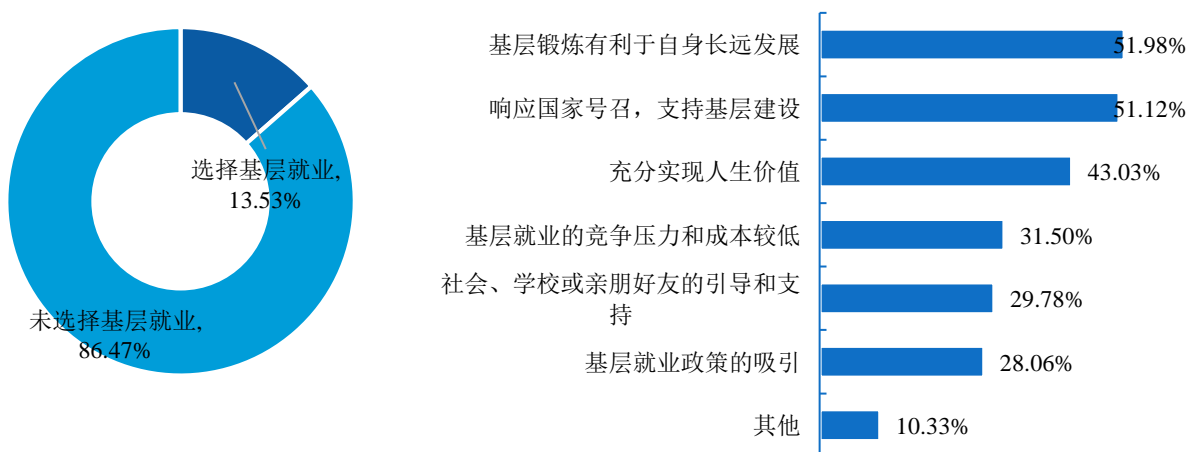 选择基层就业,
13.53%
未选择基层就业,
86.47%
基层锻炼有利于自身长远发展
51.98%
响应国家号召，支持基层建设
51.12%
充分实现人生价值
43.03%
基层就业的竞争压力和成本较低
31.50%
社会、学校或亲朋好友的引导和支
持
29.78%
基层就业政策的吸引
28.06%
其他
10.33%